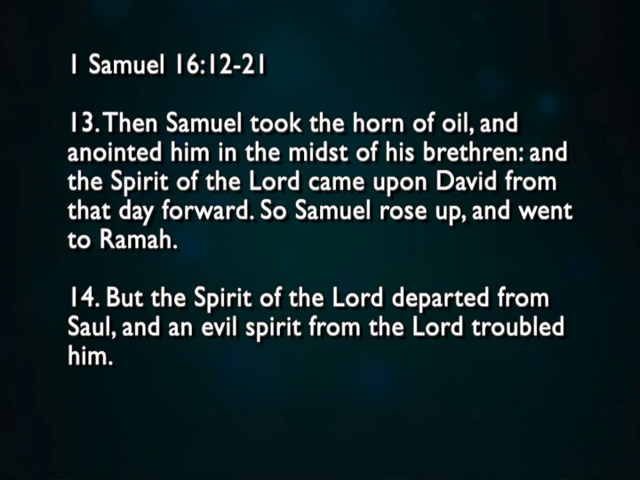 1 Samuel 16:12-21
13. Then Samuel took the horn of oil, and
anointed him in the midst of his brethren: and
the Spirit of the Lord came upon David from
that day forward. So Samuel rose up, and went
to Ramah.
14. But the Spirit of the Lord departed from
Saul, and an evil spirit from the Lord troubled
him.